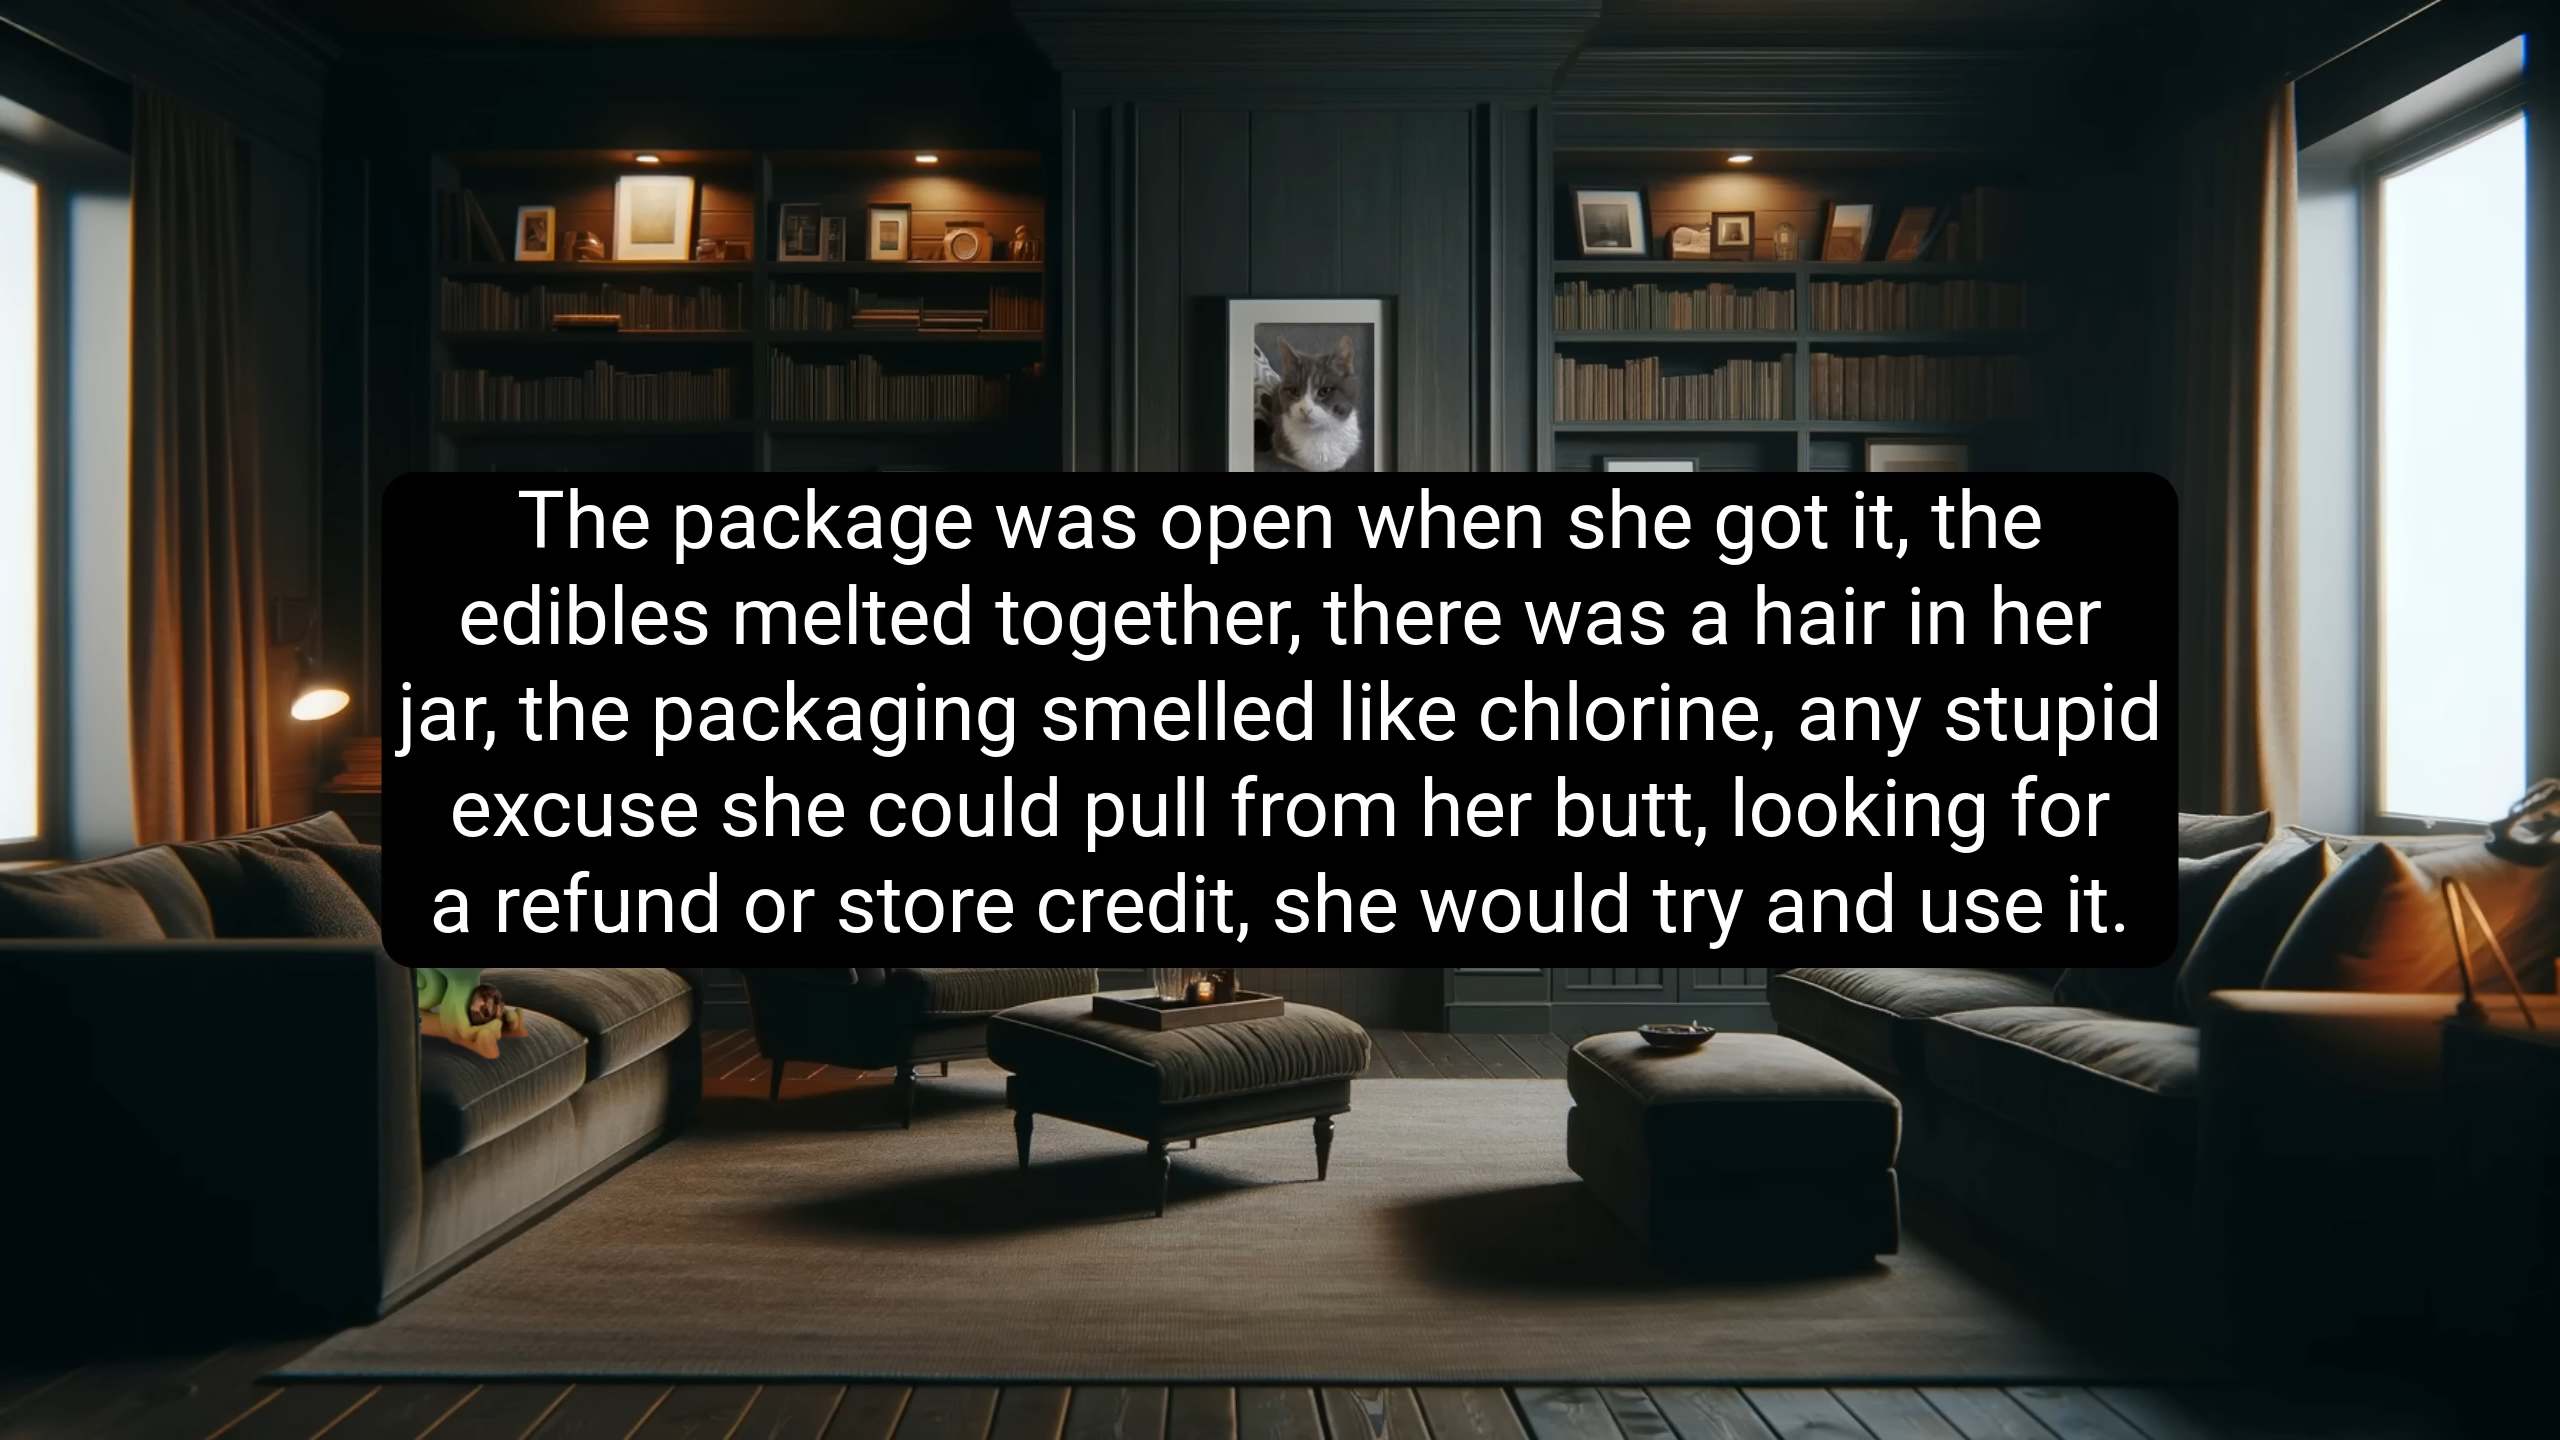 The package was open when she got it, the
edibles melted together, there was a hair in her
jar, the packaging smelled like chlorine, any stupid
excuse she could pull from her butt, looking for
a refund or store credit, she would try and use it.